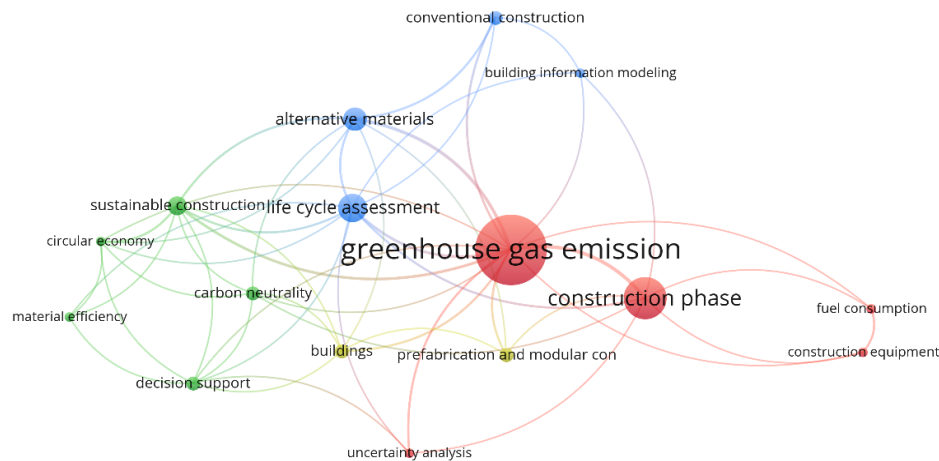 conventional construction
building information modeling
alternative materials
sustainable construction
life cycle assessment
circular economy
greenhouse gas emission
carbon neutrality
construction phase
material efficiency
fuel consumption
buildings
prefabrication and modular con
construction equipment
decision support
uncertainty analysis